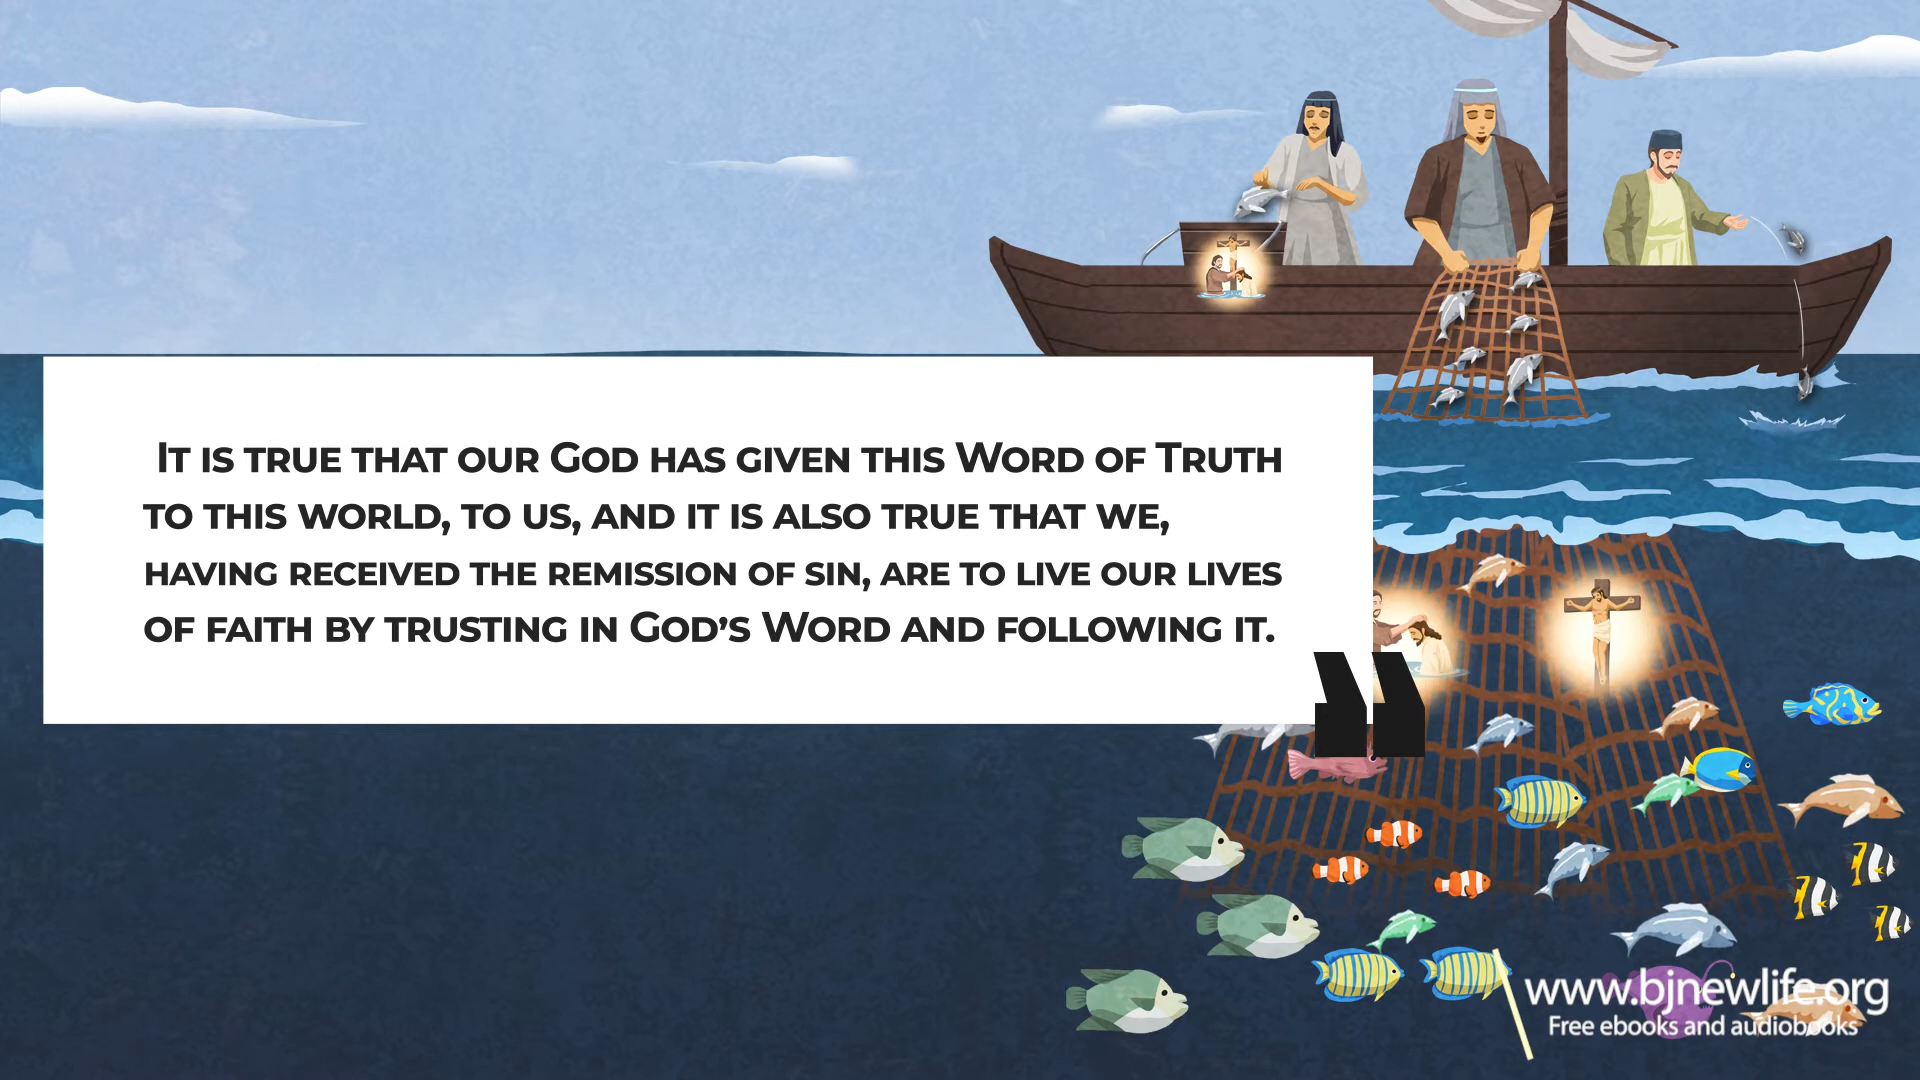 It is true that our God has given this Word of Truth
to this world, to us, and it is also true that we,
having received the remission of sin, are to live our lives
of faith by trusting in God’s Word and following it.
"
www.bjnewlife.org
Free ebooks and audiobooks